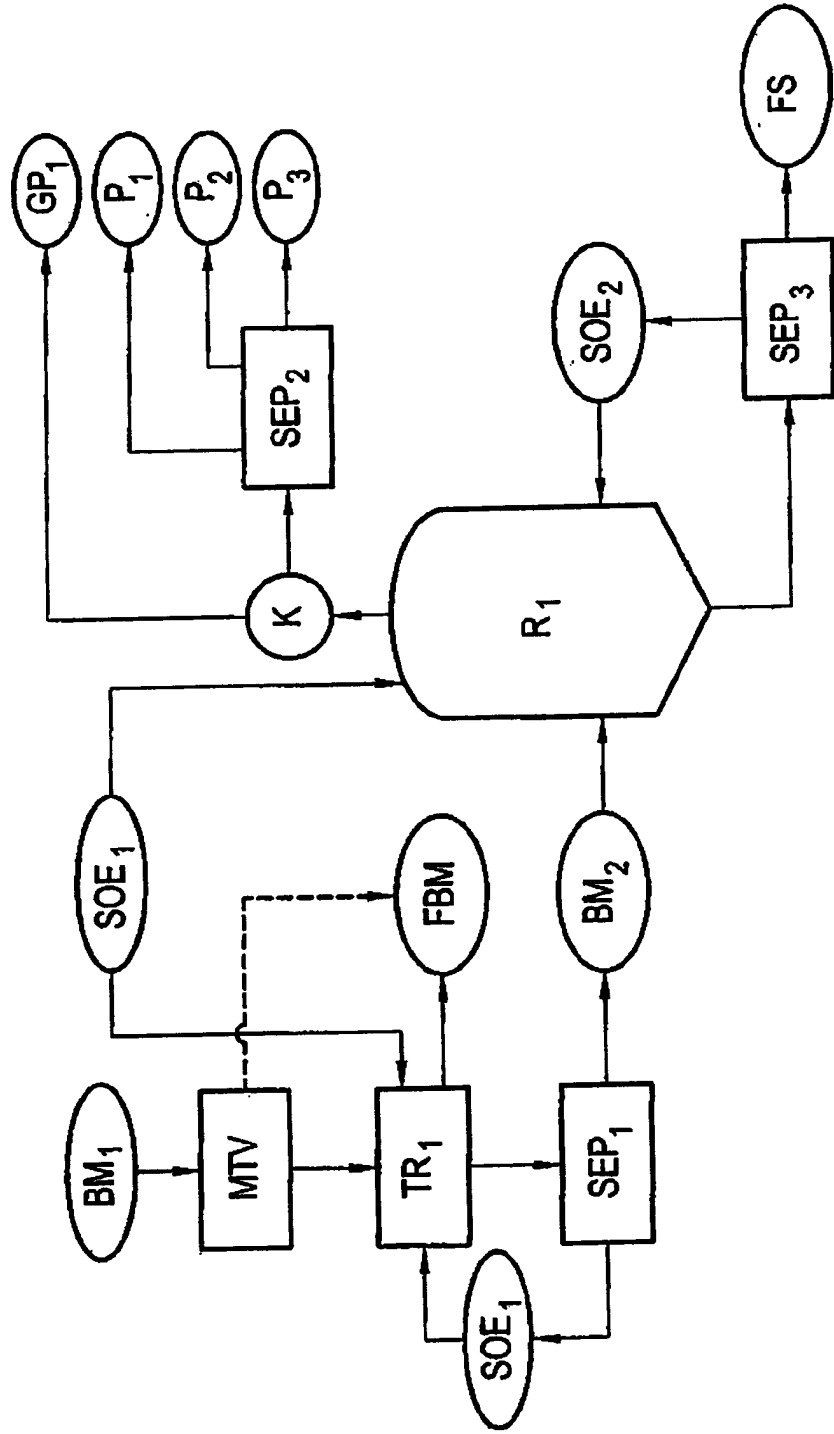 BM₁
MTV
TR₁
SOE₁
SEP₁
SOE₁
FBM
BM₂
K
R₁
SEP₂
GP₁
P₁
P₂
P₃
SOE₂
SEP₃
FS